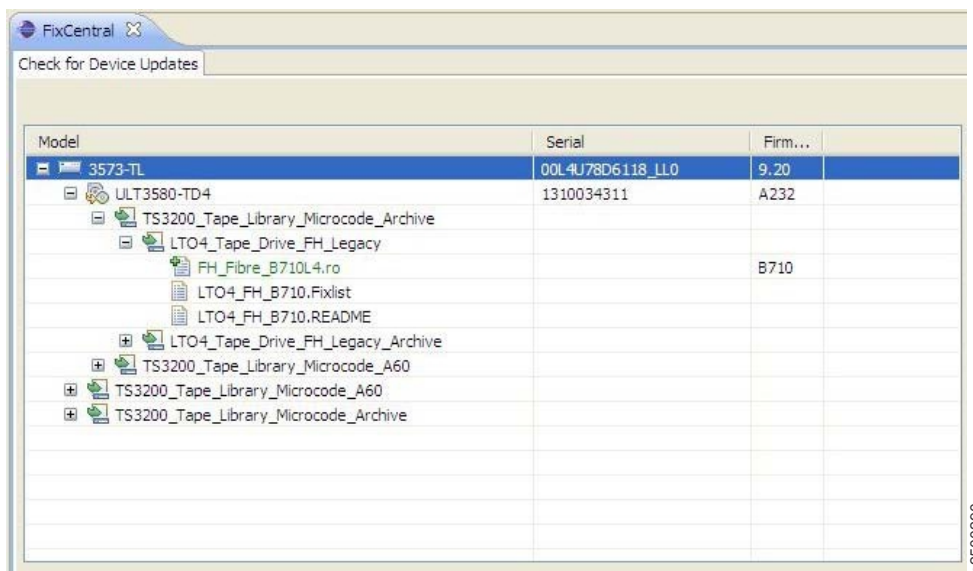 FixCentral
Check for Device Updates
Model Serial Firm...
3573-TL 00L4U78D6118_LL0 9.20
ULT3580-TD4 1310034311 A232
TS3200_Tape_Library_Microcode_Archive
LTO4_Tape_Drive_FH_Legacy
FH_Fibre_B710L4.ro B710
LTO4_FH_B710.Fixlist
LTO4_FH_B710.README
LTO4_Tape_Drive_FH_Legacy_Archive
TS3200_Tape_Library_Microcode_A60
TS3200_Tape_Library_Microcode_A60
TS3200_Tape_Library_Microcode_Archive